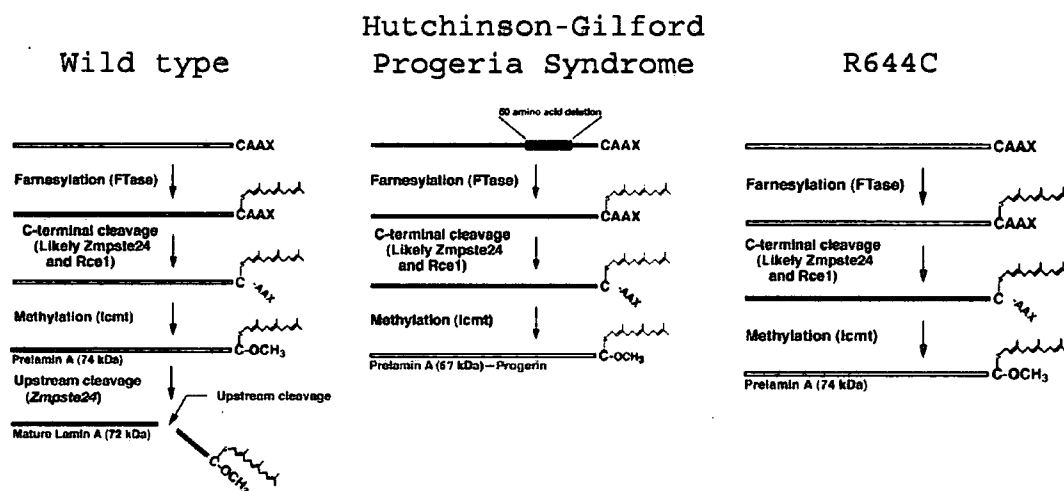 Wild type
CAAX
Farnesylation (FTase)
CAAX
C-terminal cleavage
(Likely Zmpste24
and Rce1)
C
-AAX
Methylation (Icmt)
C-OCH3
Prelamin A (74 kDa)
Upstream cleavage
(Zmpste24)
Upstream cleavage
Mature Lamin A (72 kDa)
C
-OCH3
Hutchinson-Gilford
Progeria Syndrome
50 amino acid deletion
CAAX
Farnesylation (FTase)
CAAX
C-terminal cleavage
(Likely Zmpste24
and Rce1)
C
-AAX
Methylation (Icmt)
C-OCH3
Prelamin A (67 kDa)—Progerin
R644C
CAAX
Farnesylation (FTase)
CAAX
C-terminal cleavage
(Likely Zmpste24
and Rce1)
C
-AAX
Methylation (Icmt)
C-OCH3
Prelamin A (74 kDa)